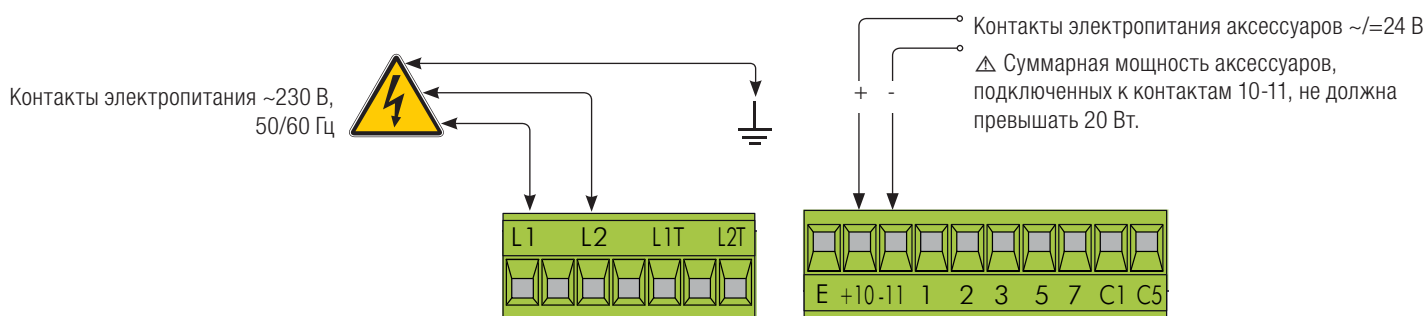 Контакты электропитания ~230 В,
50/60 Гц
Контакты электропитания аксессуаров ~/=24 В
⚠ Суммарная мощность аксессуаров,
подключенных к контактам 10-11, не должна
превышать 20 Вт.
+ -
L1 L2 L1T L2T
E +10 -11 1 2 3 5 7 C1 C5